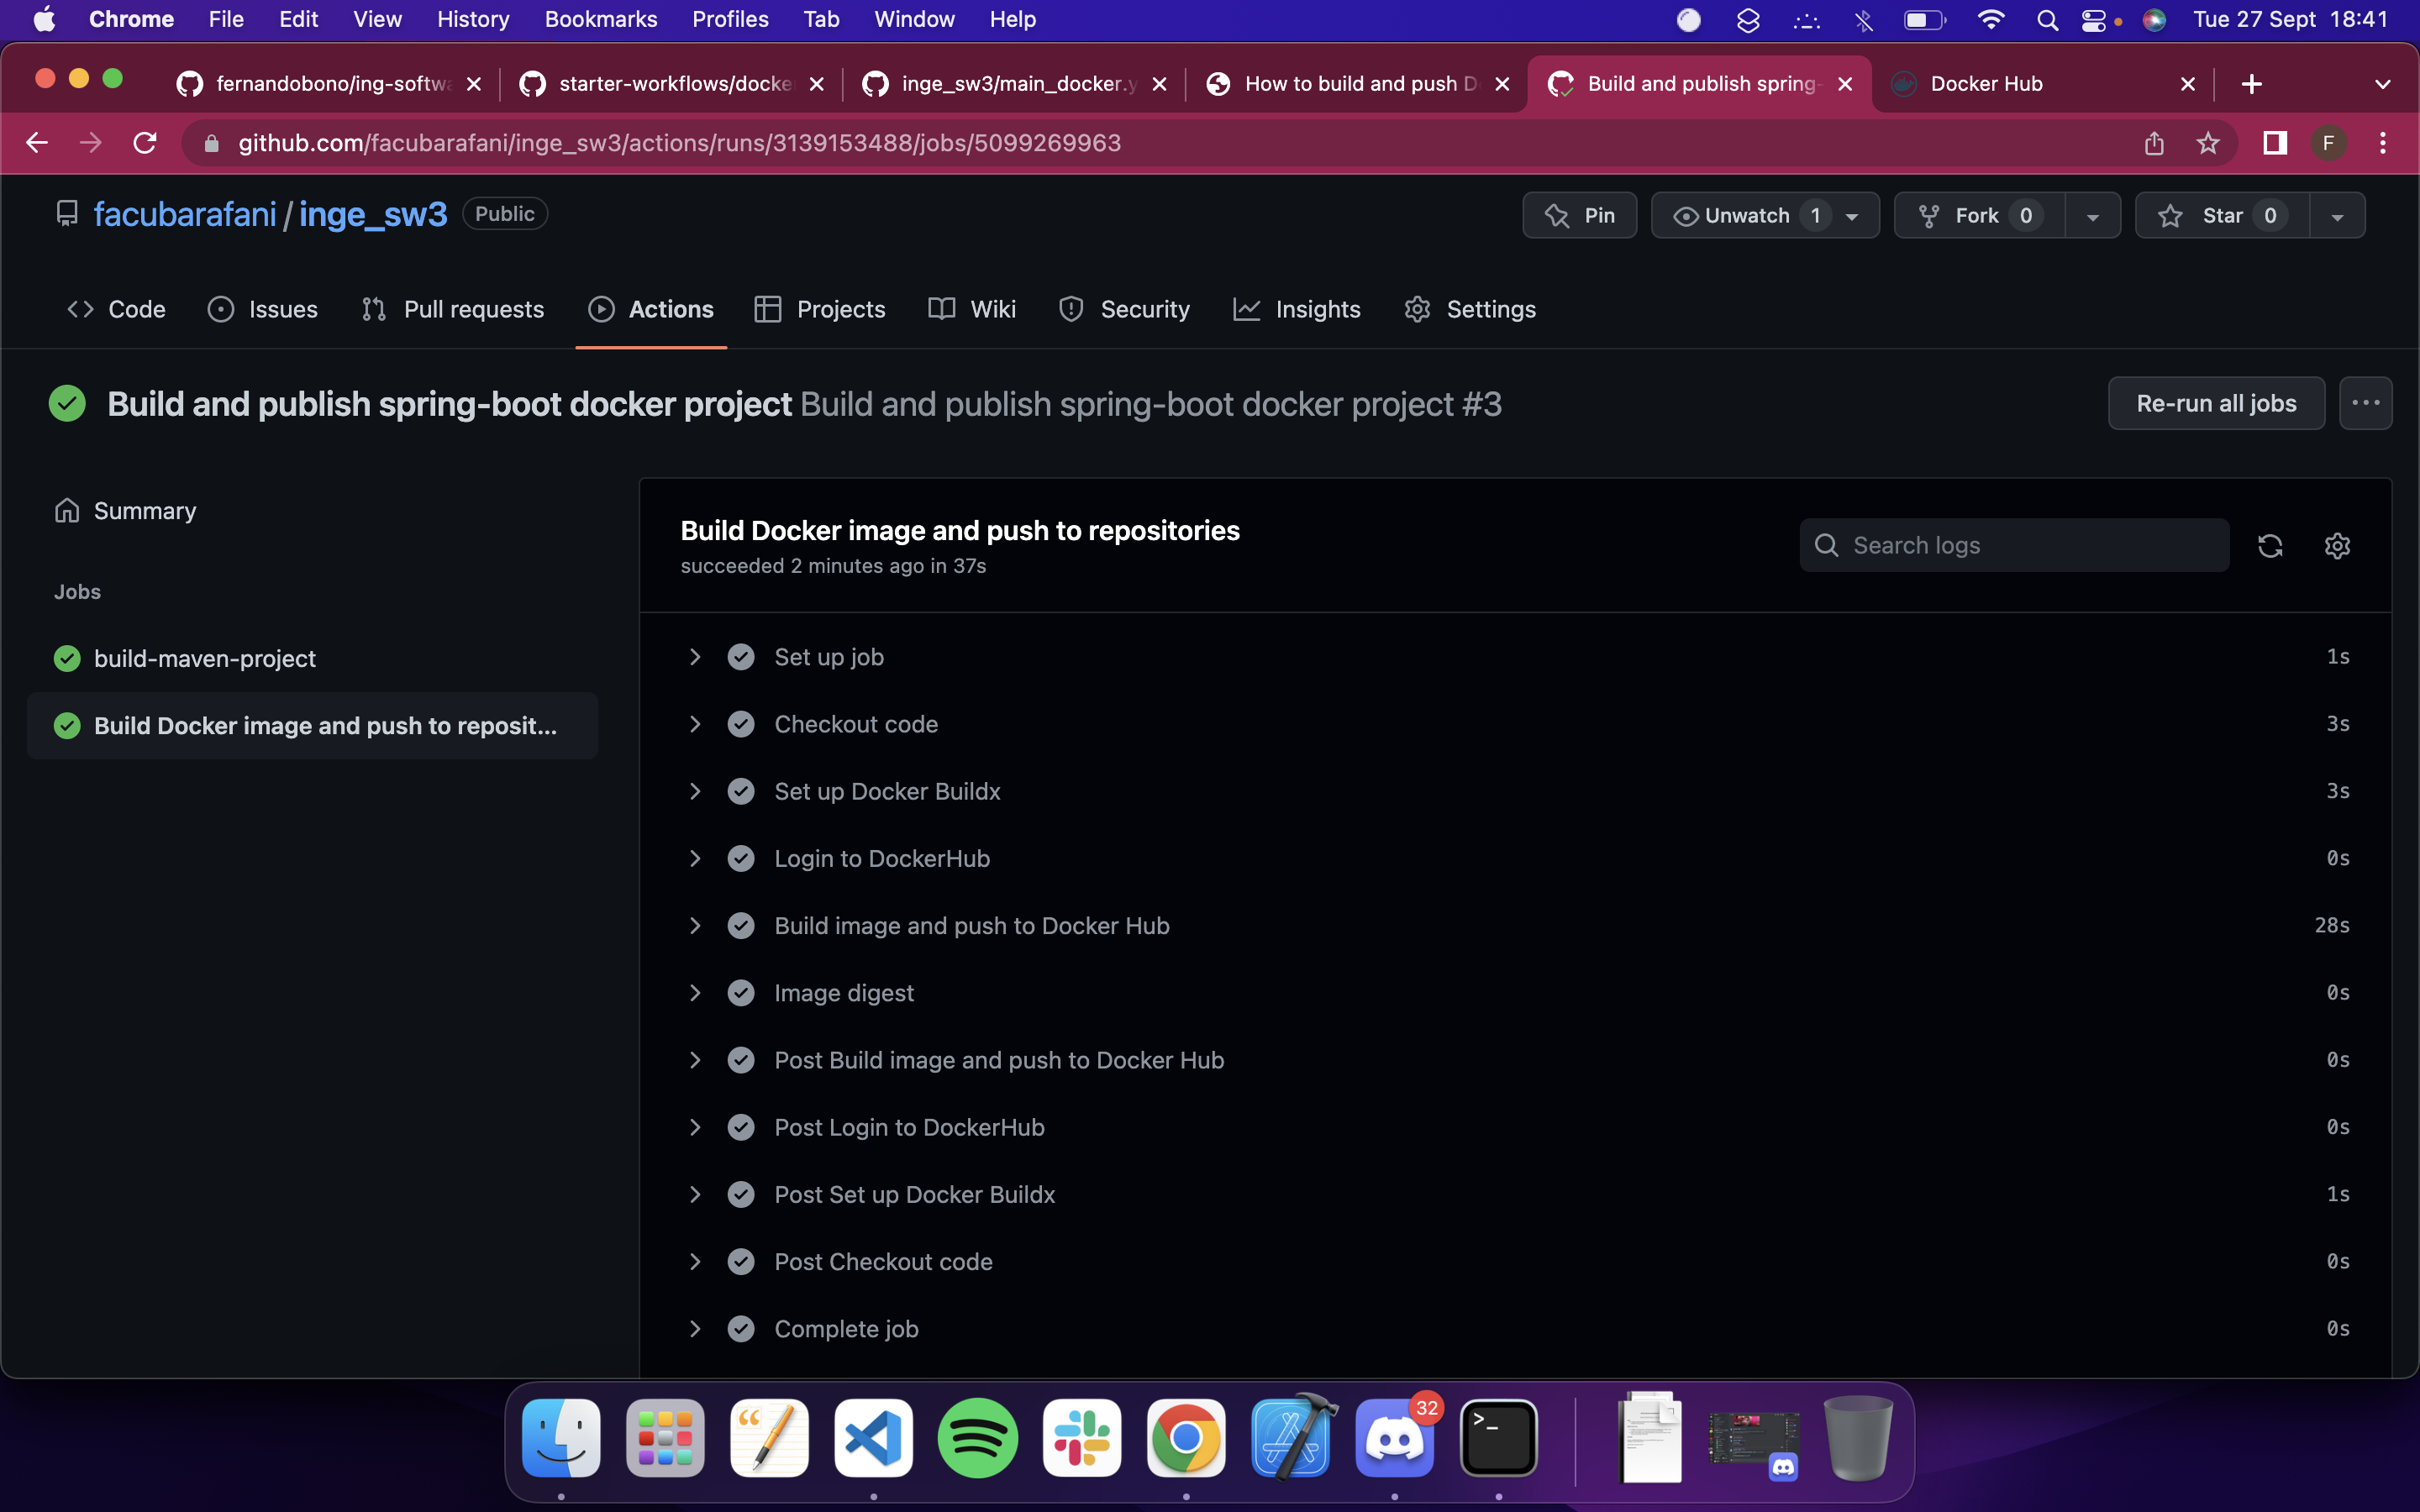 Chrome File Edit View History Bookmarks Profiles Tab Window Help Tue 27 Sept 18:41
fernandobono/ing-softwa starter-workflows/docke inge_sw3/main_docker.y How to build and push D Build and publish spring- Docker Hub
github.com/facubarafani/inge_sw3/actions/runs/3139153488/jobs/5099269963 F
facubarafani / inge_sw3 Public Pin Unwatch 1 Fork 0 Star 0
Code Issues Pull requests Actions Projects Wiki Security Insights Settings
Build and publish spring-boot docker project Build and publish spring-boot docker project #3 Re-run all jobs
Summary
Jobs
build-maven-project
Build Docker image and push to reposit...
Build Docker image and push to repositories
succeeded 2 minutes ago in 37s
Search logs
Set up job 1s
Checkout code 3s
Set up Docker Buildx 3s
Login to DockerHub 0s
Build image and push to Docker Hub 28s
Image digest 0s
Post Build image and push to Docker Hub 0s
Post Login to DockerHub 0s
Post Set up Docker Buildx 1s
Post Checkout code 0s
Complete job 0s
32